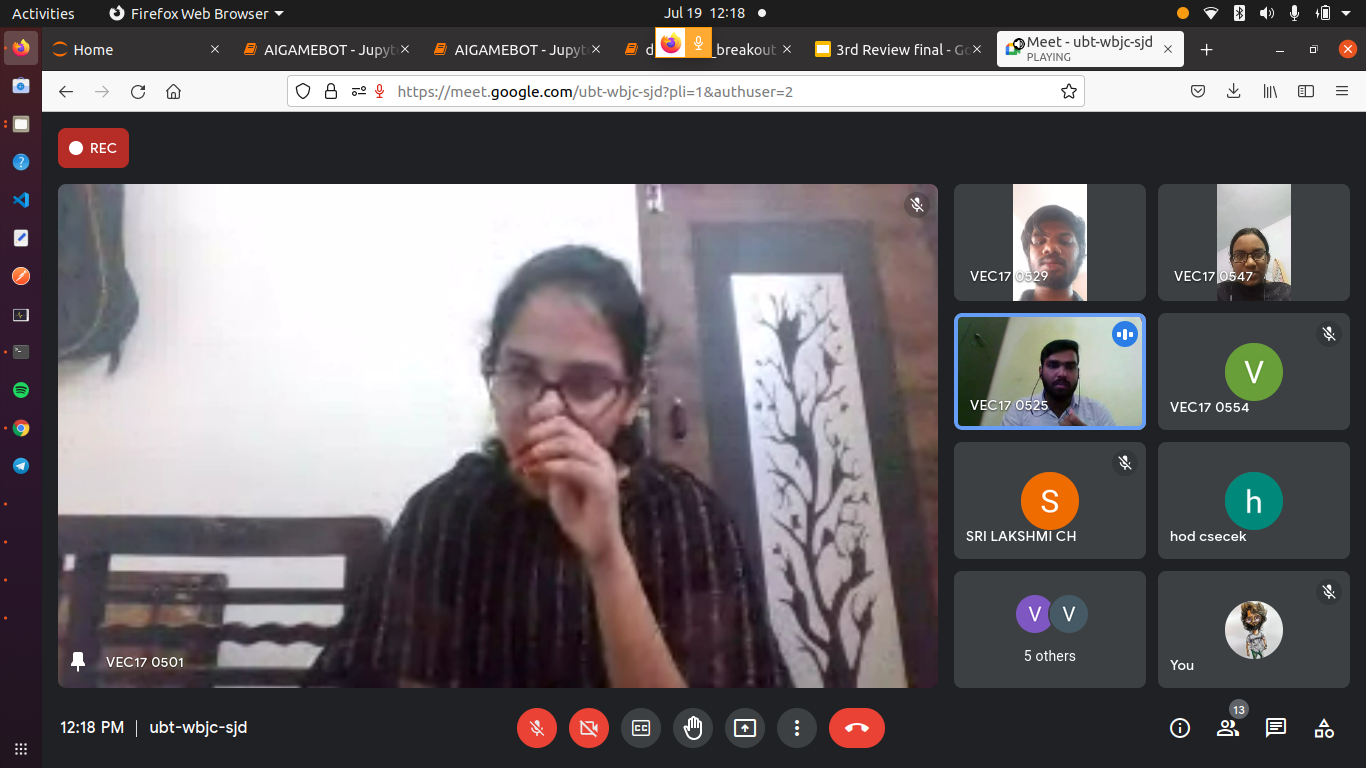 Activities
Firefox Web Browser
Jul 19 12:18
Home
AIGAMEBOT - Jupyt
AIGAMEBOT - Jupyt
d
_breakout
3rd Review final - Go
Meet - ubt-wbjc-sjd
PLAYING
https://meet.google.com/ubt-wbjc-sjd?pli=1&authuser=2
REC
VEC17 0529
VEC17 0547
VEC17 0525
V
VEC17 0554
S
SRI LAKSHMI CH
h
hod csecek
V V
5 others
You
VEC17 0501
12:18 PM | ubt-wbjc-sjd
CC
13